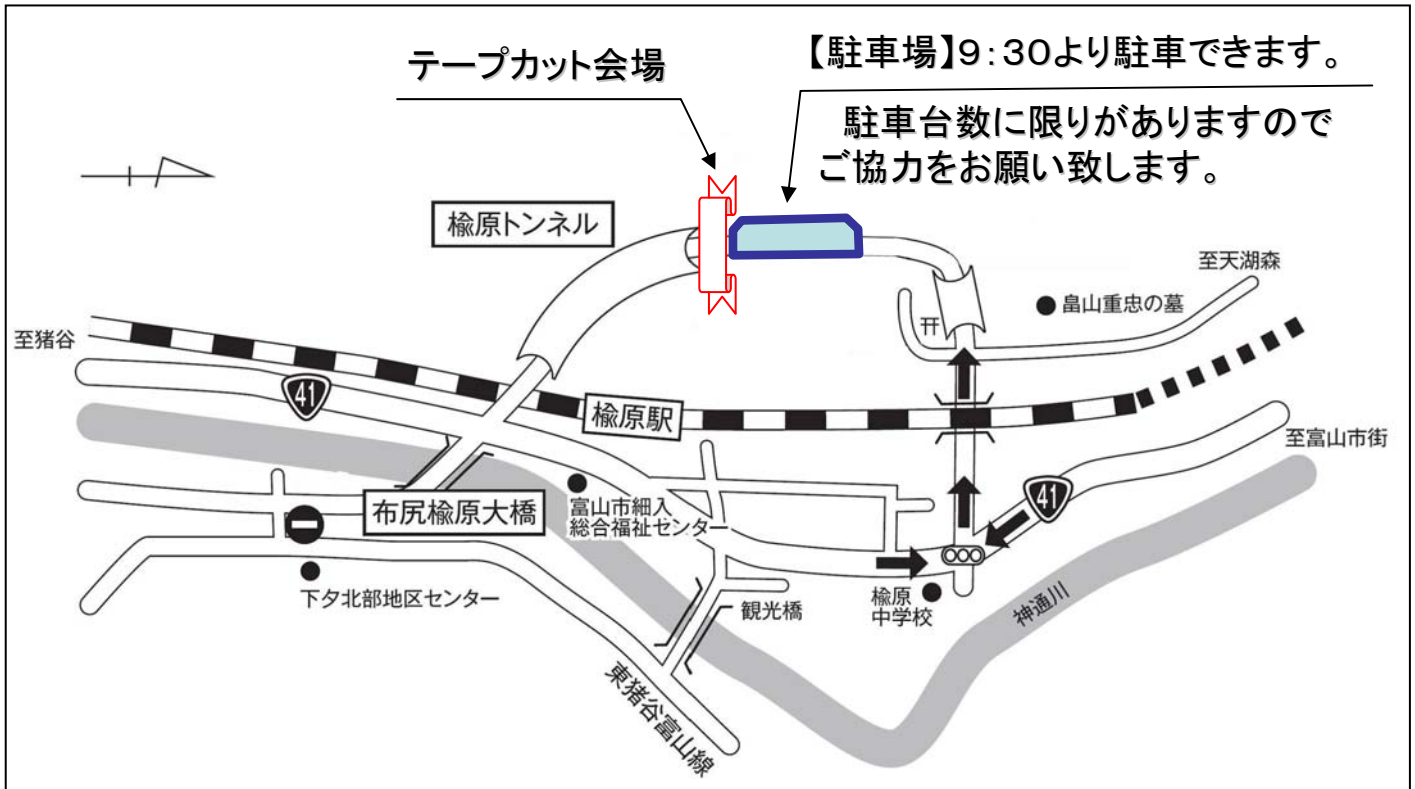 テープカット会場
【駐車場】9:30より駐車できます。
駐車台数に限りがありますので
ご協力をお願い致します。
楡原トンネル
至天湖森
畠山重忠の墓
至猪谷
41
楡原駅
至富山市街
41
布尻楡原大橋
富山市細入
総合福祉センター
下夕北部地区センター
観光橋
楡原
中学校
神通川
東猪谷富山線